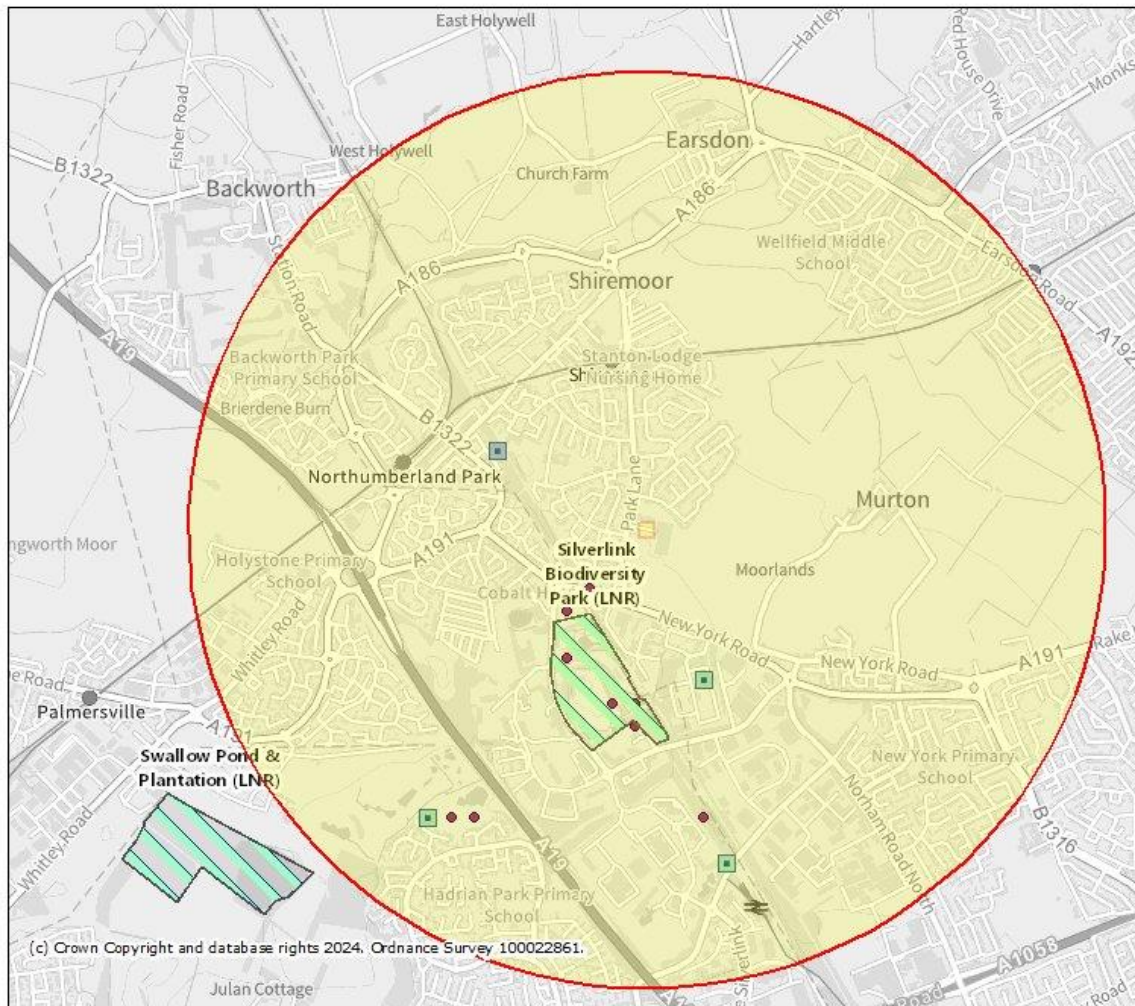 East Holywell
Hartley
Red House Drive
Monks
Fisher Road
B1322
West Holywell
Earsdon
Church Farm
Backworth
A186
Wellfield Middle
School
Station Road
A186
Shiremoor
Earsdon Road
A19
A192
Backworth Park
Primary School
Stanton Lodge
Nursing Home
Brierdene Burn
B1322
Northumberland Park
Park Lane
Murton
ngworth Moor
Holystone Primary
School
A191
Silverlink
Biodiversity
Park (LNR)
Moorlands
Cobalt
Whitley Road
New York Road
New York Road
A191
Rake
Palmersville
A191
Swallow Pond &
Plantation (LNR)
New York Primary
School
Whitley Road
Norham Road North
B1316
A19
Hadrian Park Primary
School
(c) Crown Copyright and database rights 2024. Ordnance Survey 100022861.
A1058
Julan Cottage
Road